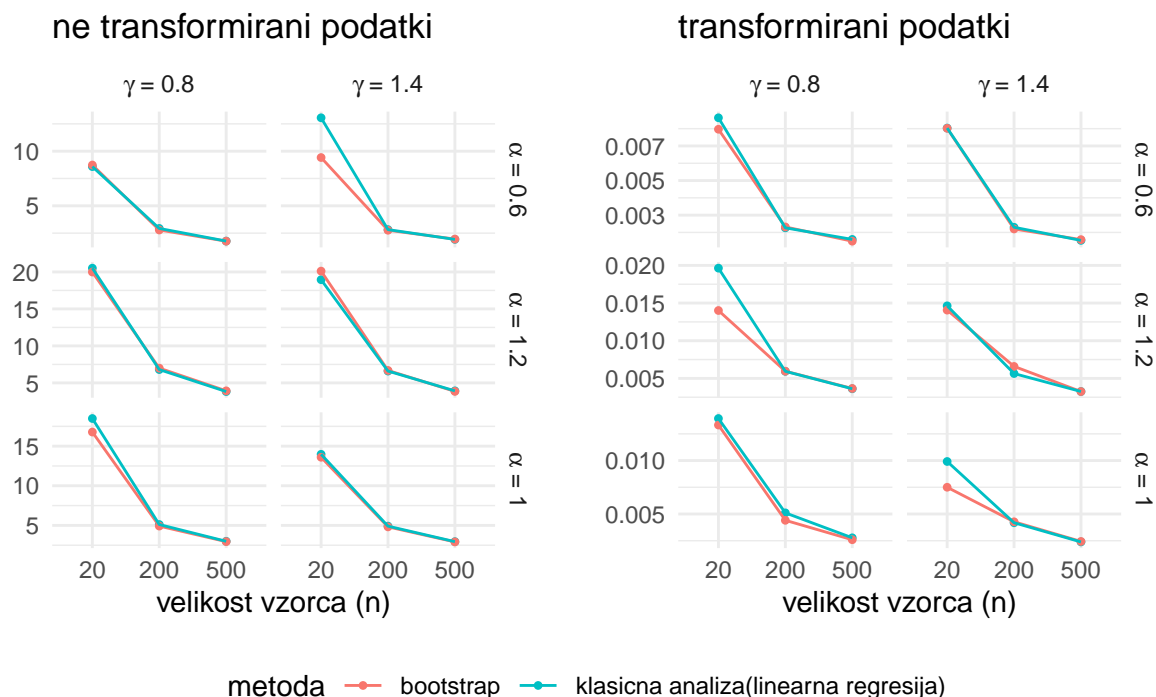 ne transformirani podatki
γ = 0.8
γ = 1.4
10
5
α = 0.6
20
15
10
5
α = 1.2
15
10
5
α = 1
20 200 500
20 200 500
velikost vzorca (n)
transformirani podatki
γ = 0.8
γ = 1.4
0.007
0.005
0.003
α = 0.6
0.020
0.015
0.010
0.005
α = 1.2
0.010
0.005
α = 1
20 200 500
20 200 500
velikost vzorca (n)
metoda bootstrap klasicna analiza(linearna regresija)